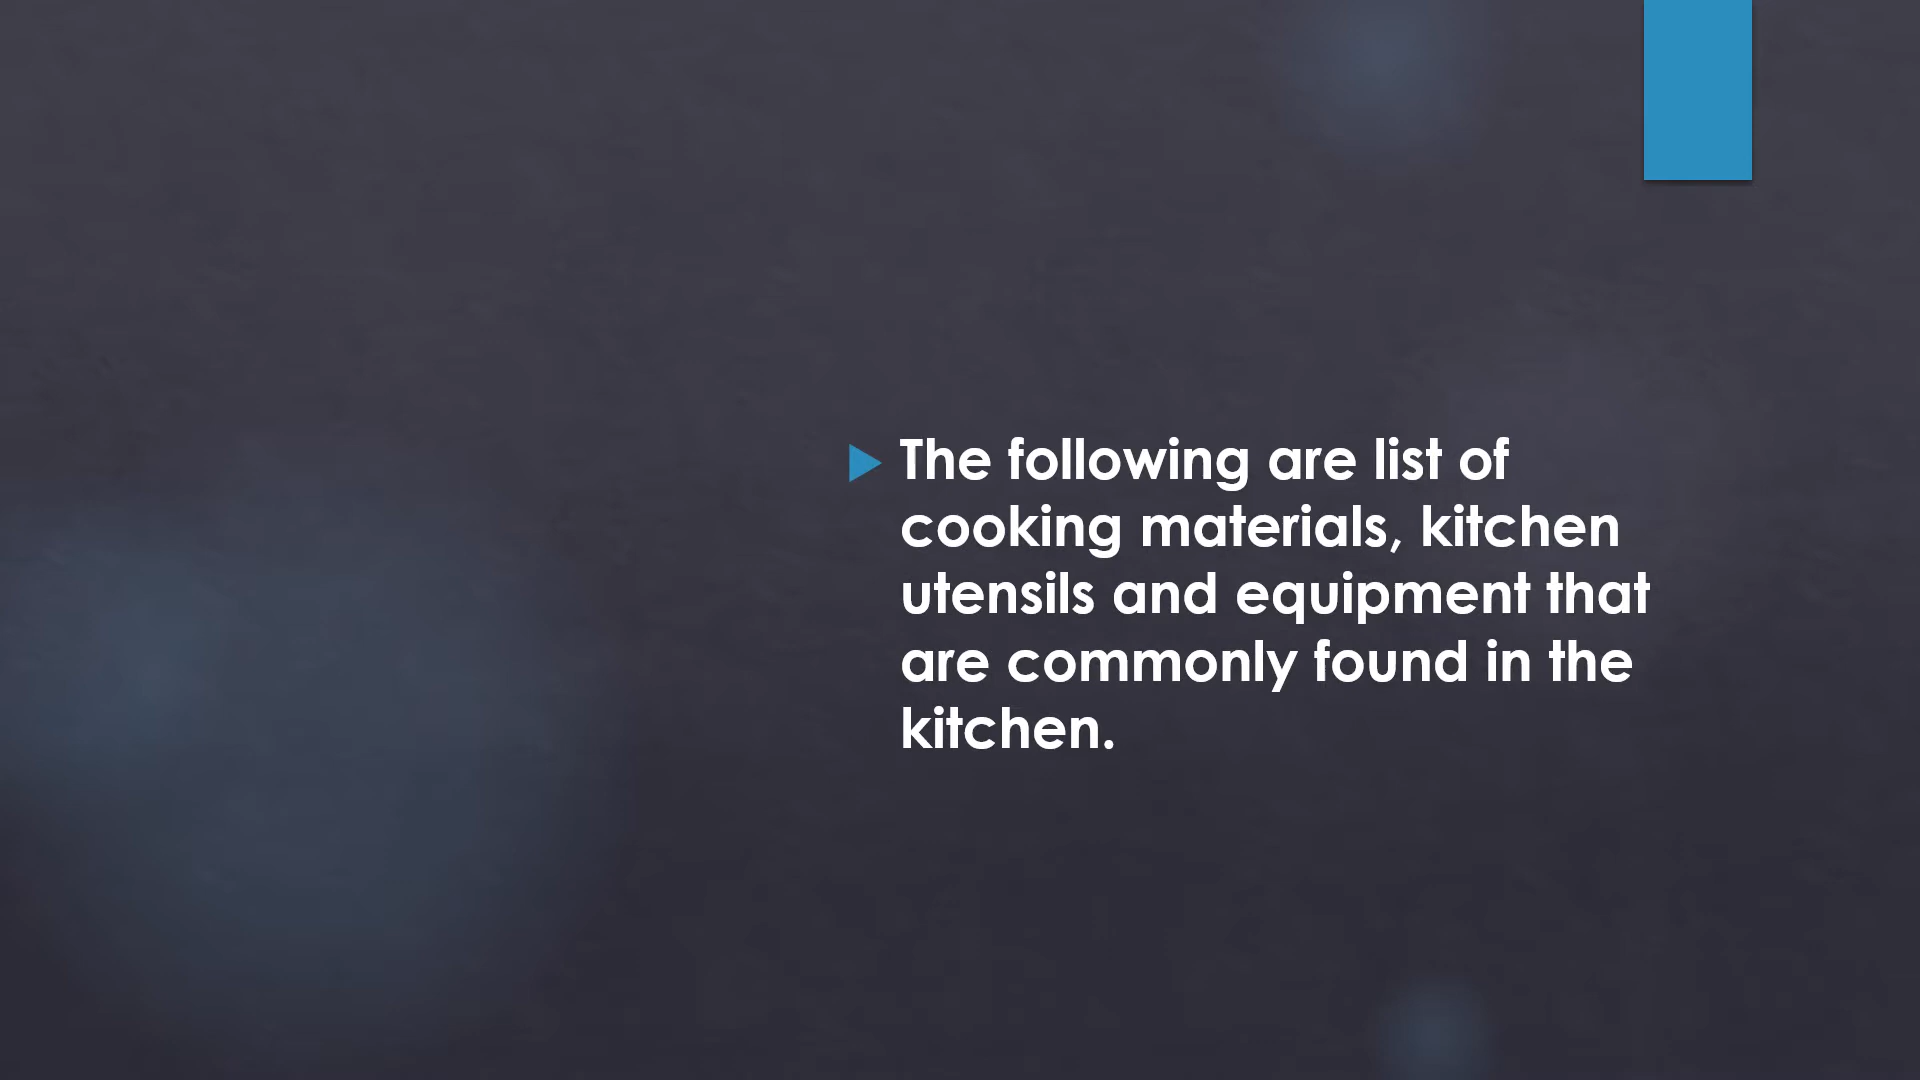 The following are list of
cooking materials, kitchen
utensils and equipment that
are commonly found in the
kitchen.